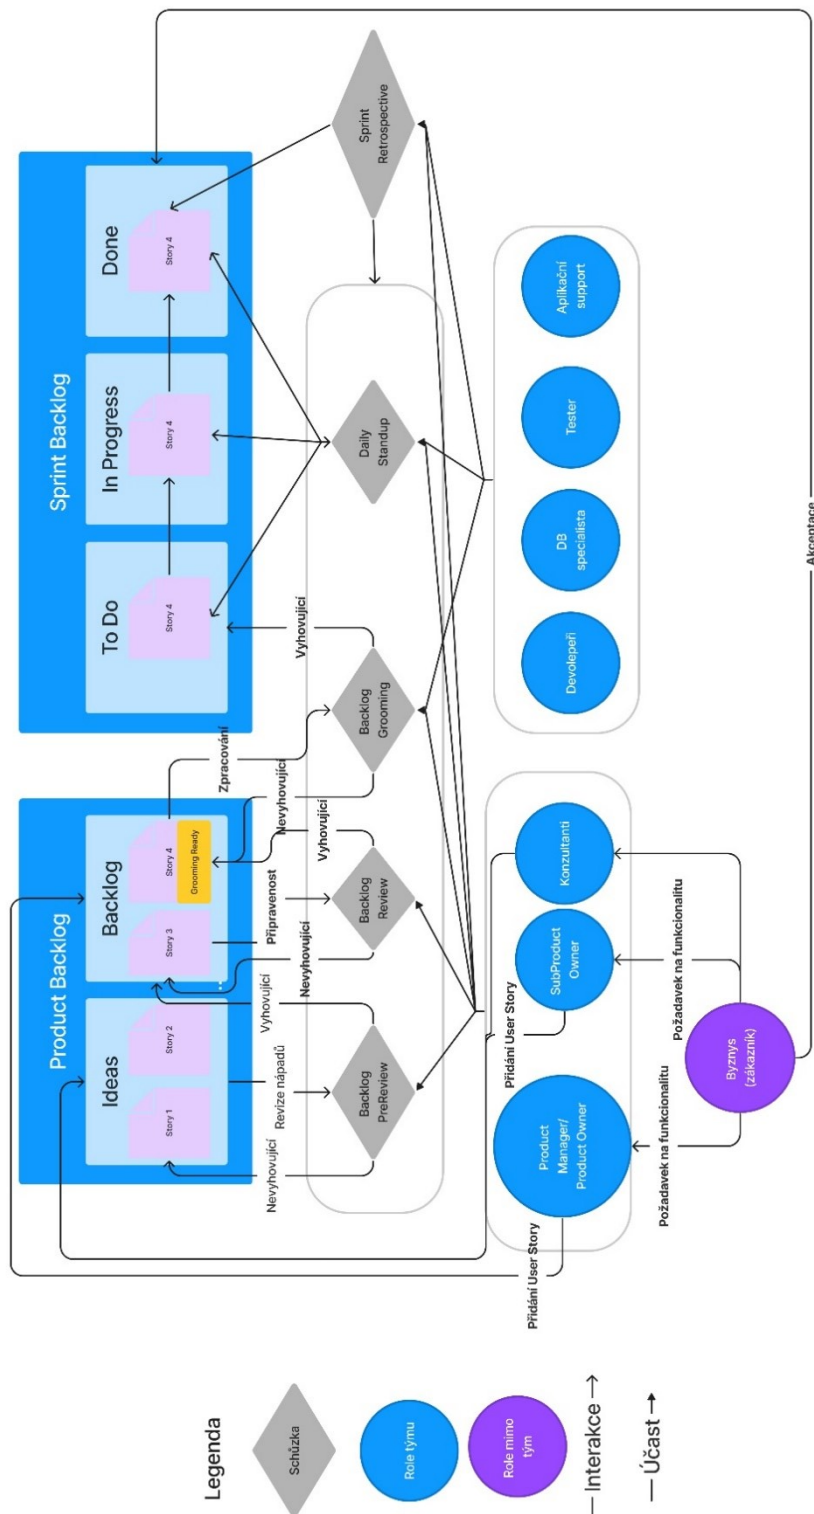 Product Backlog
Ideas
Story 1
Story 2
Backlog
Story 3
...
Story 4
Grooming Ready
Sprint Backlog
To Do
Story 4
In Progress
Story 4
Done
Story 4
Nevyhovující
Revize nápadů
Vyhovující
Nevyhovující
Připravenost
Vyhovující
Nevyhovující
Zpracování
Vyhovující
Backlog
PreReview
Backlog
Review
Backlog
Grooming
Daily
Standup
Sprint
Retrospective
Přidání User Story
Přidání User Story
Product
Manager/
Product Owner
SubProduct
Owner
Konzultanti
Devolepeři
DB
specialista
Tester
Aplikační
support
Požadavek na funkcionalitu
Požadavek na funkcionalitu
Byznys
(zákazník)
Akceptace
Legenda
Schůzka
Role týmu
Role mimo
tým
Interakce
Účast